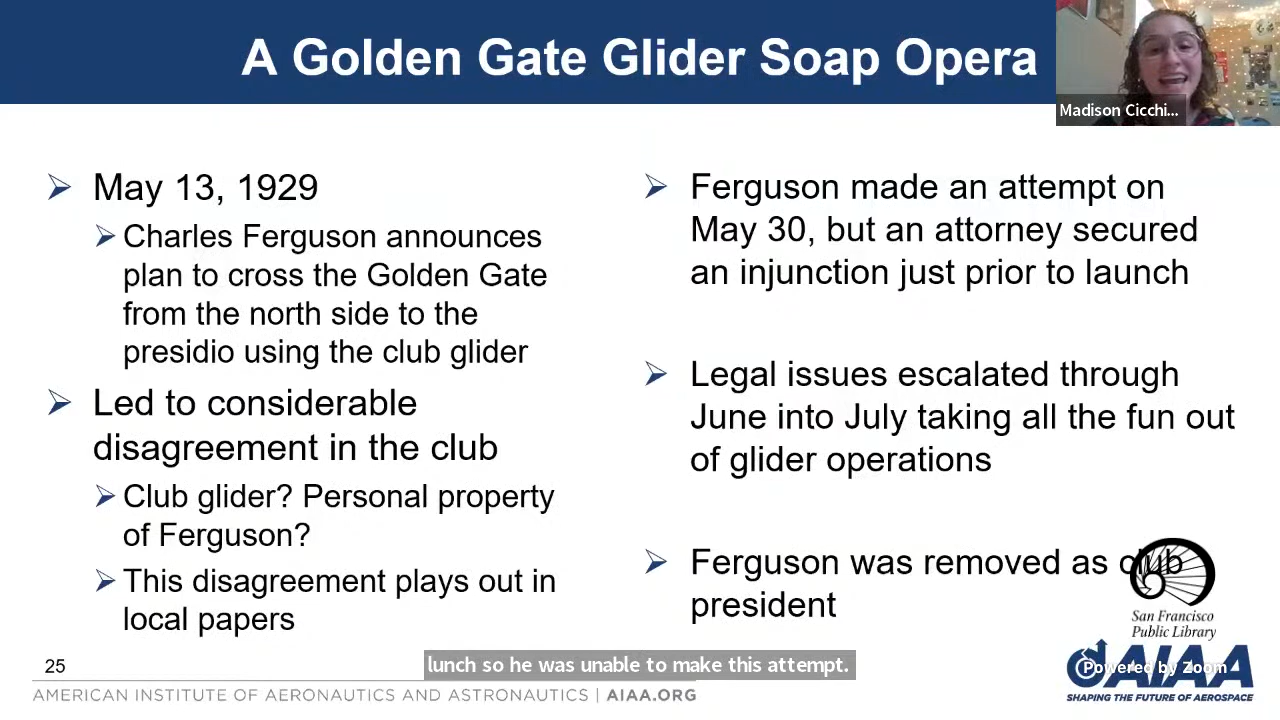 A Golden Gate Glider Soap Opera
Madison Cicchi...
May 13, 1929
Charles Ferguson announces
plan to cross the Golden Gate
from the north side to the
presidio using the club glider
Led to considerable
disagreement in the club
Club glider? Personal property
of Ferguson?
This disagreement plays out in
local papers
Ferguson made an attempt on
May 30, but an attorney secured
an injunction just prior to launch
Legal issues escalated through
June into July taking all the fun out
of glider operations
Ferguson was removed as club
president
San Francisco
Public Library
lunch so he was unable to make this attempt.
25
AMERICAN INSTITUTE OF AERONAUTICS AND ASTRONAUTICS | AIAA.ORG
AIAA
Powered by Zoom
SHAPING THE FUTURE OF AEROSPACE